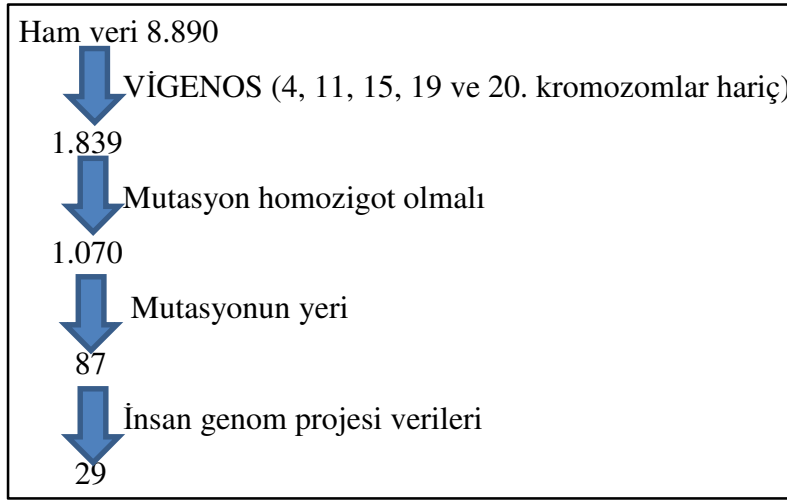 Ham veri 8.890
VİGENOS (4, 11, 15, 19 ve 20. kromozomlar hariç)
1.839
Mutasyon homozigot olmalı
1.070
Mutasyonun yeri
87
İnsan genom projesi verileri
29